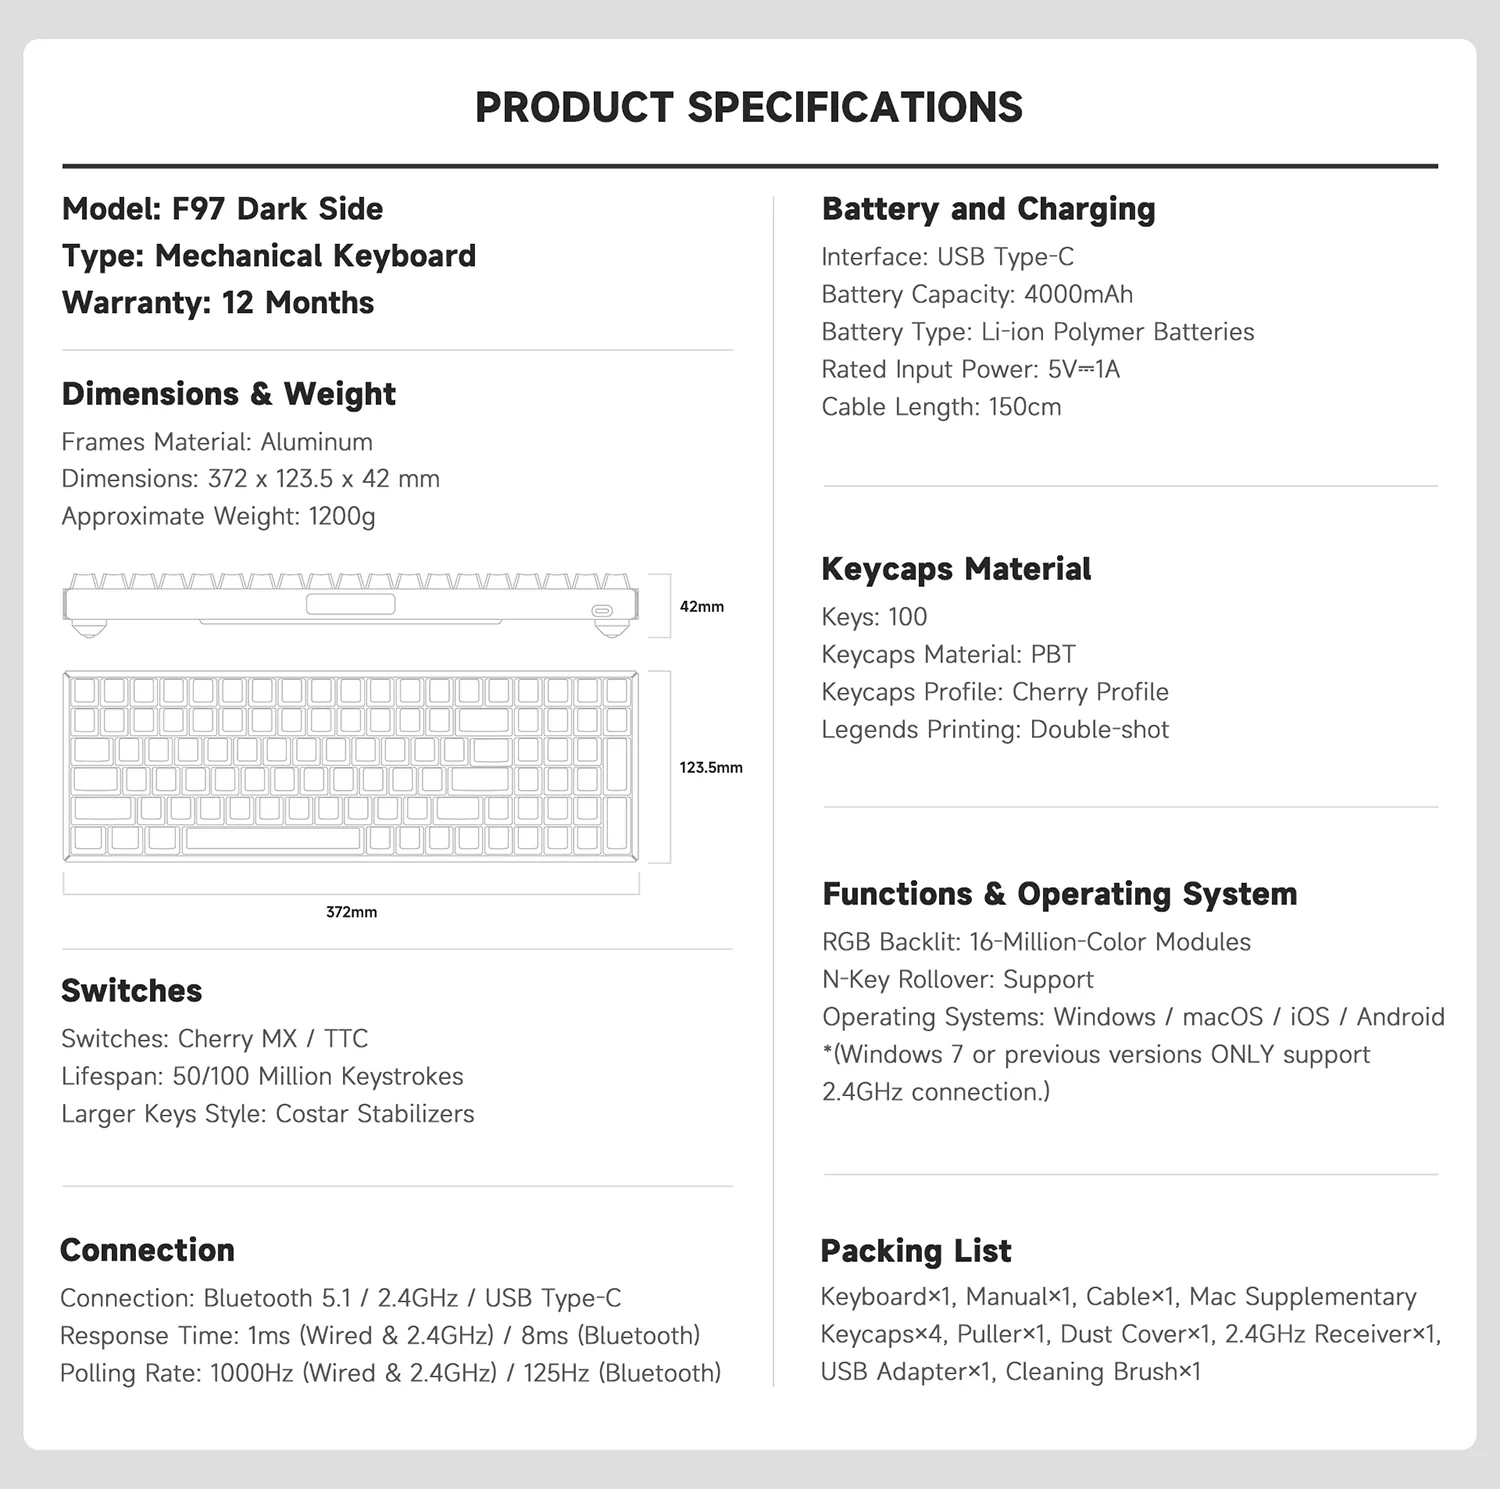 PRODUCT SPECIFICATIONS
Model: F97 Dark Side
Type: Mechanical Keyboard
Warranty: 12 Months
Dimensions & Weight
Frames Material: Aluminum
Dimensions: 372 x 123.5 x 42 mm
Approximate Weight: 1200g
42mm
123.5mm
372mm
Switches
Switches: Cherry MX / TTC
Lifespan: 50/100 Million Keystrokes
Larger Keys Style: Costar Stabilizers
Connection
Connection: Bluetooth 5.1 / 2.4GHz / USB Type-C
Response Time: 1ms (Wired & 2.4GHz) / 8ms (Bluetooth)
Polling Rate: 1000Hz (Wired & 2.4GHz) / 125Hz (Bluetooth)
Battery and Charging
Interface: USB Type-C
Battery Capacity: 4000mAh
Battery Type: Li-ion Polymer Batteries
Rated Input Power: 5V⎓1A
Cable Length: 150cm
Keycaps Material
Keys: 100
Keycaps Material: PBT
Keycaps Profile: Cherry Profile
Legends Printing: Double-shot
Functions & Operating System
RGB Backlit: 16-Million-Color Modules
N-Key Rollover: Support
Operating Systems: Windows / macOS / iOS / Android
*(Windows 7 or previous versions ONLY support
2.4GHz connection.)
Packing List
Keyboard×1, Manual×1, Cable×1, Mac Supplementary
Keycaps×4, Puller×1, Dust Cover×1, 2.4GHz Receiver×1,
USB Adapter×1, Cleaning Brush×1